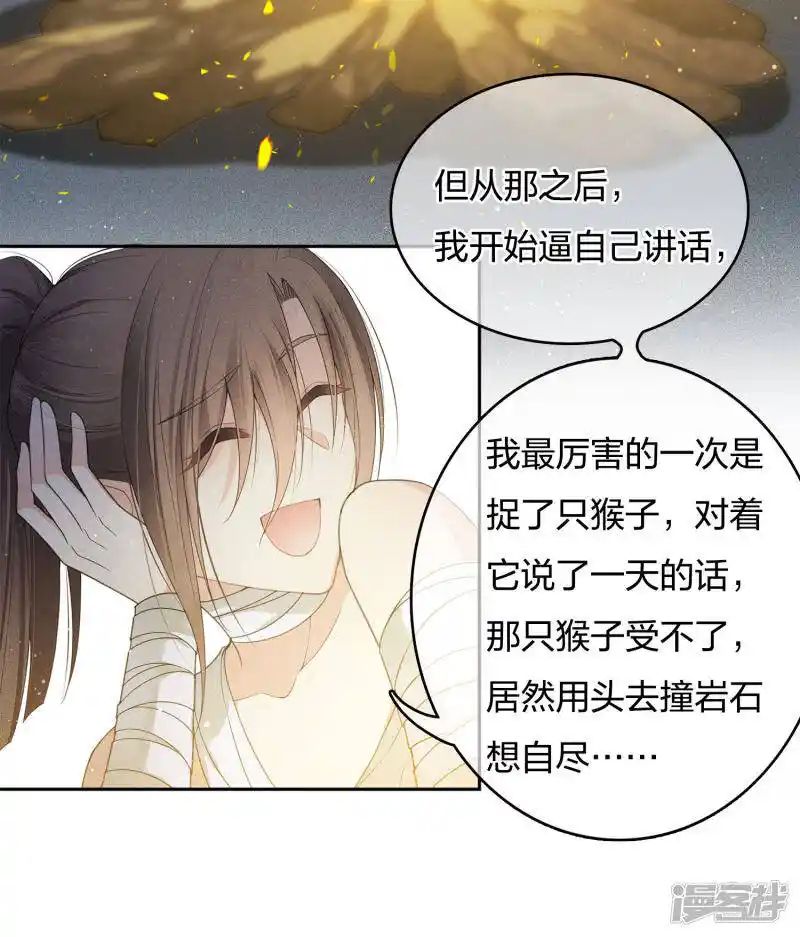 但从那之后，
我开始逼自己讲话，
我最厉害的一次是
捉了只猴子，对着
它说了一天的话，
那只猴子受不了，
居然用头去撞岩石
想自尽……
漫客栈